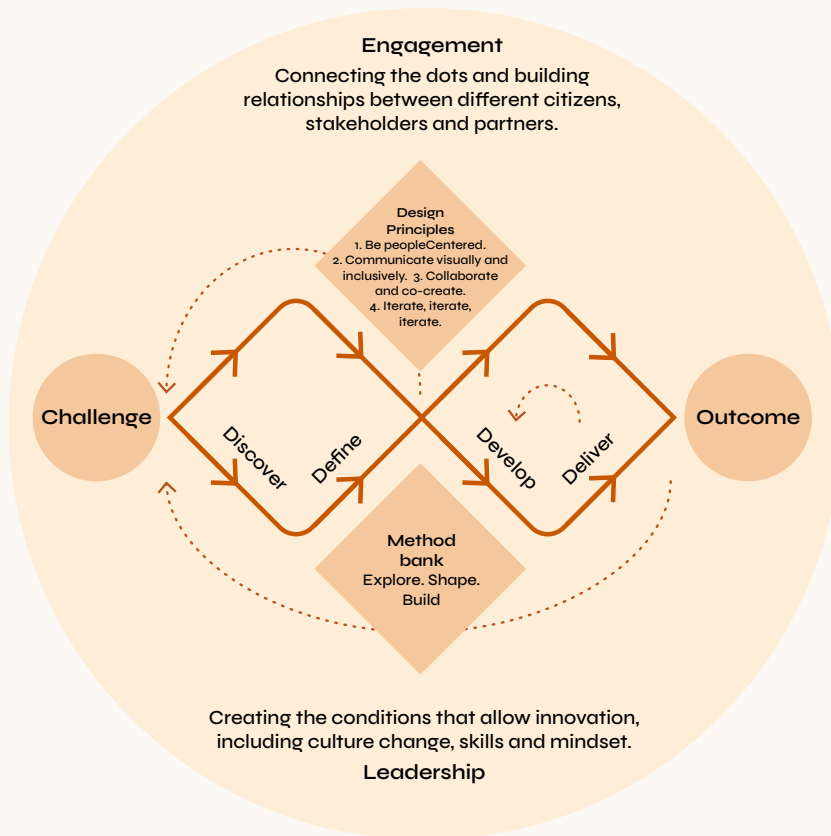 Engagement
Connecting the dots and building
relationships between different citizens,
stakeholders and partners.
Design
Principles
1. Be peopleCentered.
2. Communicate visually and
inclusively. 3. Collaborate
and co-create.
4. Iterate, iterate,
iterate.
Challenge
Discover
Define
Develop
Deliver
Outcome
Method
bank
Explore. Shape.
Build
Creating the conditions that allow innovation,
including culture change, skills and mindset.
Leadership